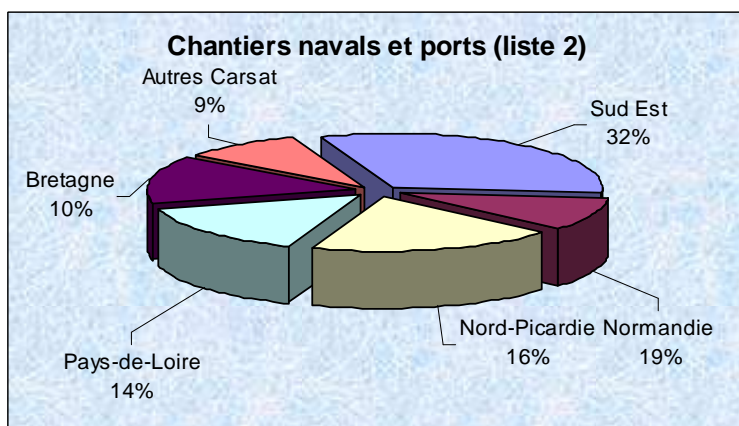 Chantiers navals et ports (liste 2)
Autres Carsat
9%
Sud Est
32%
Bretagne
10%
Pays-de-Loire
14%
Nord-Picardie
16%
Normandie
19%